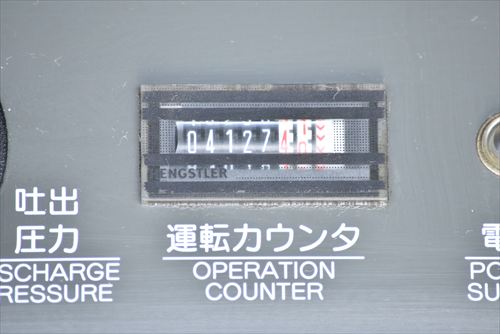 04127
ENGSTLER
吐出
圧力
SCHARGE
RESSURE
運転カウンタ
OPERATION
COUNTER
電
PO
SU